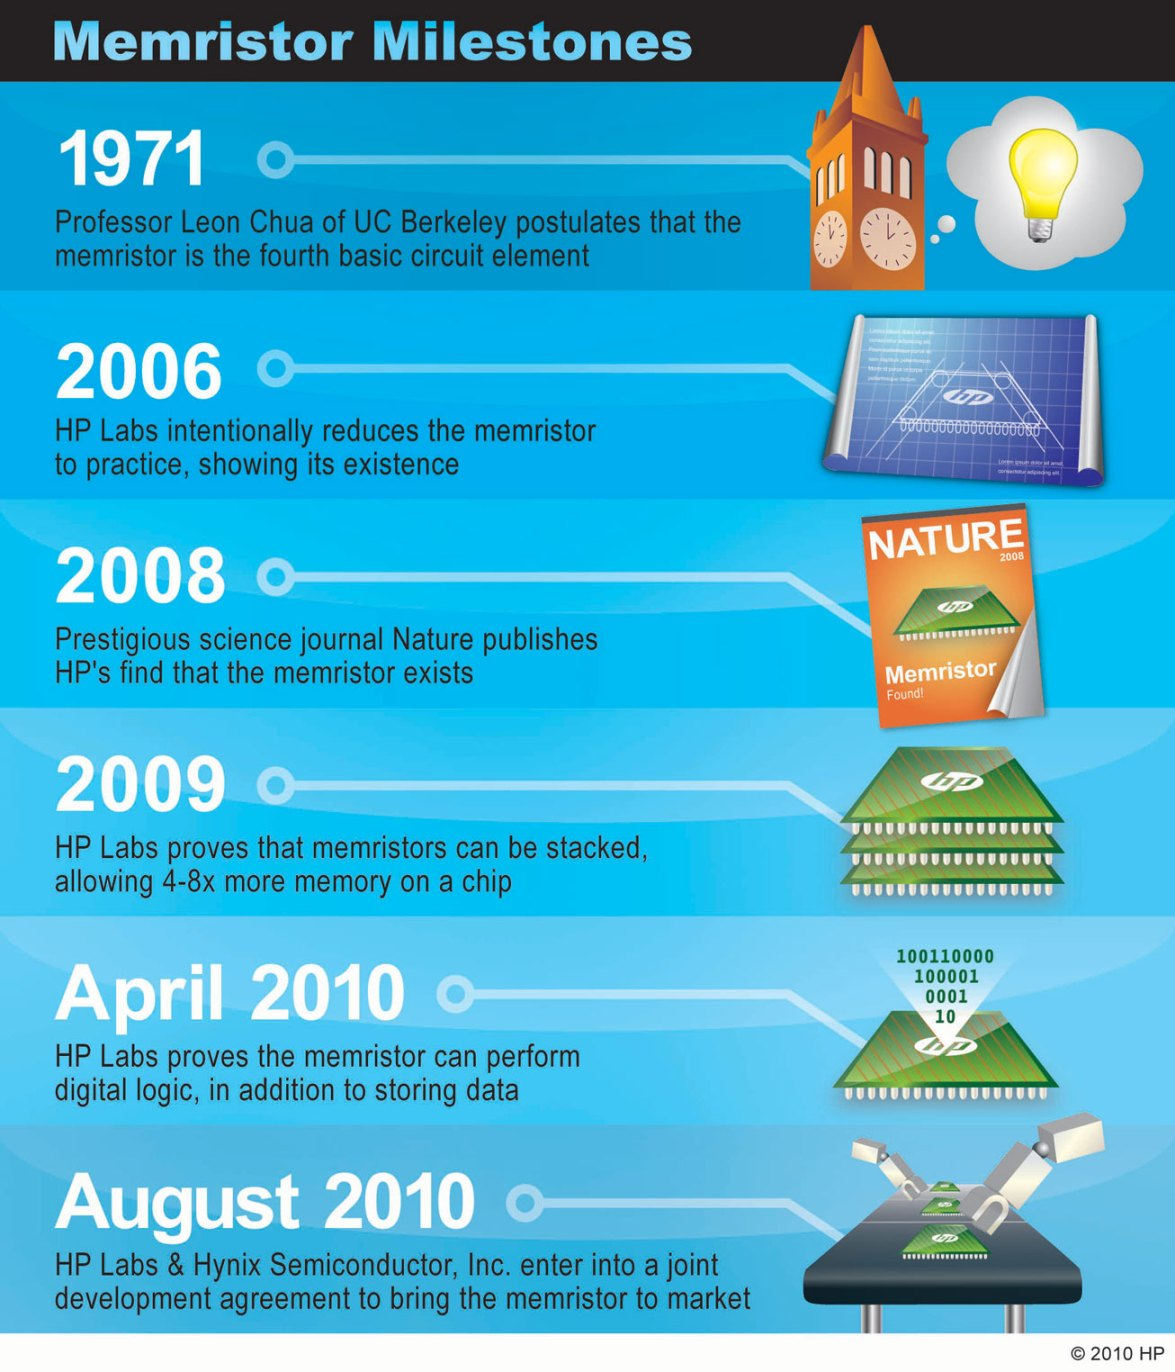 Memristor Milestones
1971
Professor Leon Chua of UC Berkeley postulates that the
memristor is the fourth basic circuit element
2006
HP Labs intentionally reduces the memristor
to practice, showing its existence
hp
2008
Prestigious science journal Nature publishes
HP's find that the memristor exists
NATURE
2008
hp
Memristor
Found!
2009
HP Labs proves that memristors can be stacked,
allowing 4-8x more memory on a chip
hp
April 2010
HP Labs proves the memristor can perform
digital logic, in addition to storing data
100110000
100001
0001
10
hp
August 2010
HP Labs & Hynix Semiconductor, Inc. enter into a joint
development agreement to bring the memristor to market
hp
© 2010 HP